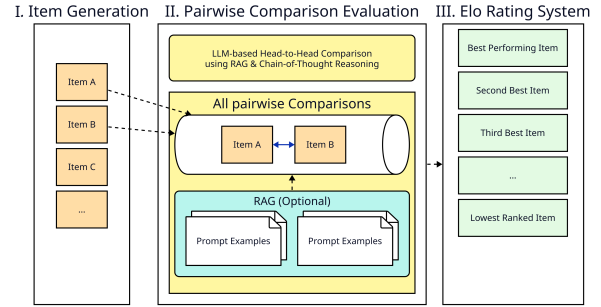 I. Item Generation
II. Pairwise Comparison Evaluation
III. Elo Rating System
Item A
Item B
Item C
...
LLM-based Head-to-Head Comparison
using RAG & Chain-of-Thought Reasoning
All pairwise Comparisons
Item A
Item B
RAG (Optional)
Prompt Examples
Prompt Examples
Best Performing Item
Second Best Item
Third Best Item
...
Lowest Ranked Item